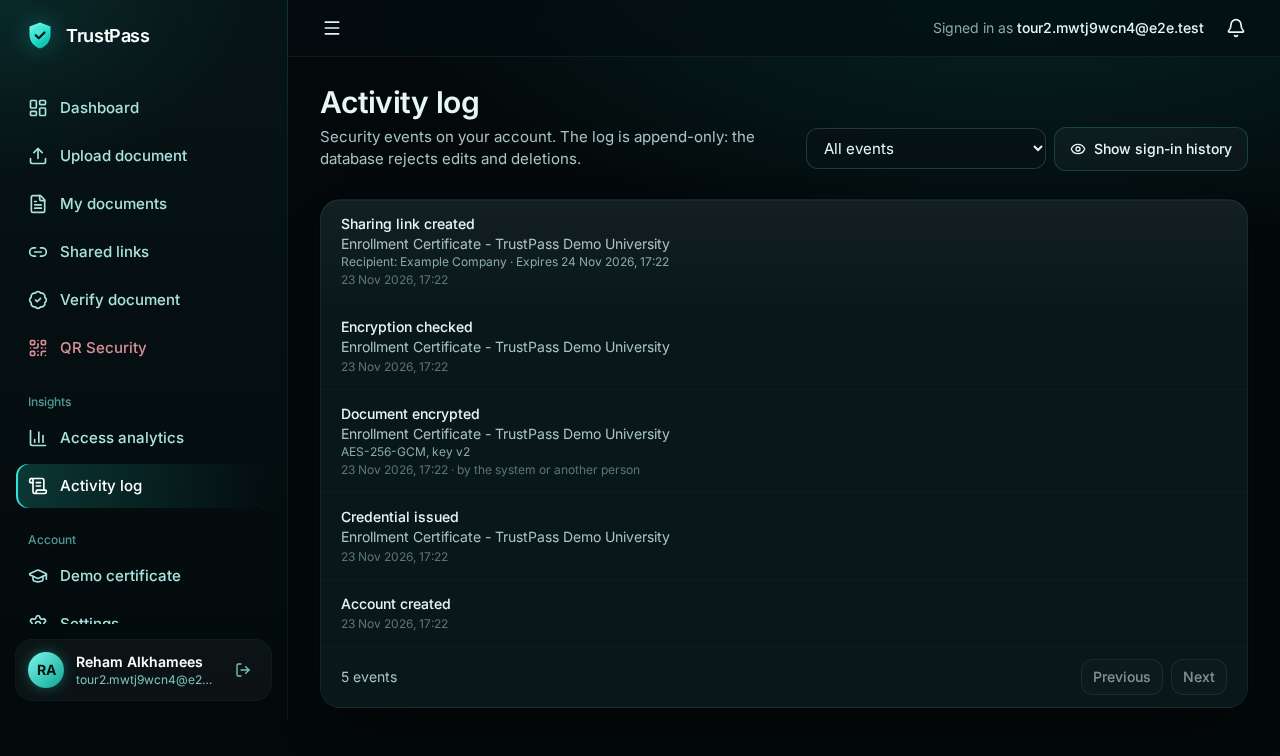 TrustPass
Dashboard
Upload document
My documents
Shared links
Verify document
QR Security
Insights
Access analytics
Activity log
Account
Demo certificate
Settings
RA
Reham Alkhamees
tour2.mwtj9wcn4@e2...
Signed in as tour2.mwtj9wcn4@e2e.test
Activity log
Security events on your account. The log is append-only: the
database rejects edits and deletions.
All events
Show sign-in history
Sharing link created
Enrollment Certificate - TrustPass Demo University
Recipient: Example Company · Expires 24 Nov 2026, 17:22
23 Nov 2026, 17:22
Encryption checked
Enrollment Certificate - TrustPass Demo University
23 Nov 2026, 17:22
Document encrypted
Enrollment Certificate - TrustPass Demo University
AES-256-GCM, key v2
23 Nov 2026, 17:22 · by the system or another person
Credential issued
Enrollment Certificate - TrustPass Demo University
23 Nov 2026, 17:22
Account created
23 Nov 2026, 17:22
5 events
Previous
Next